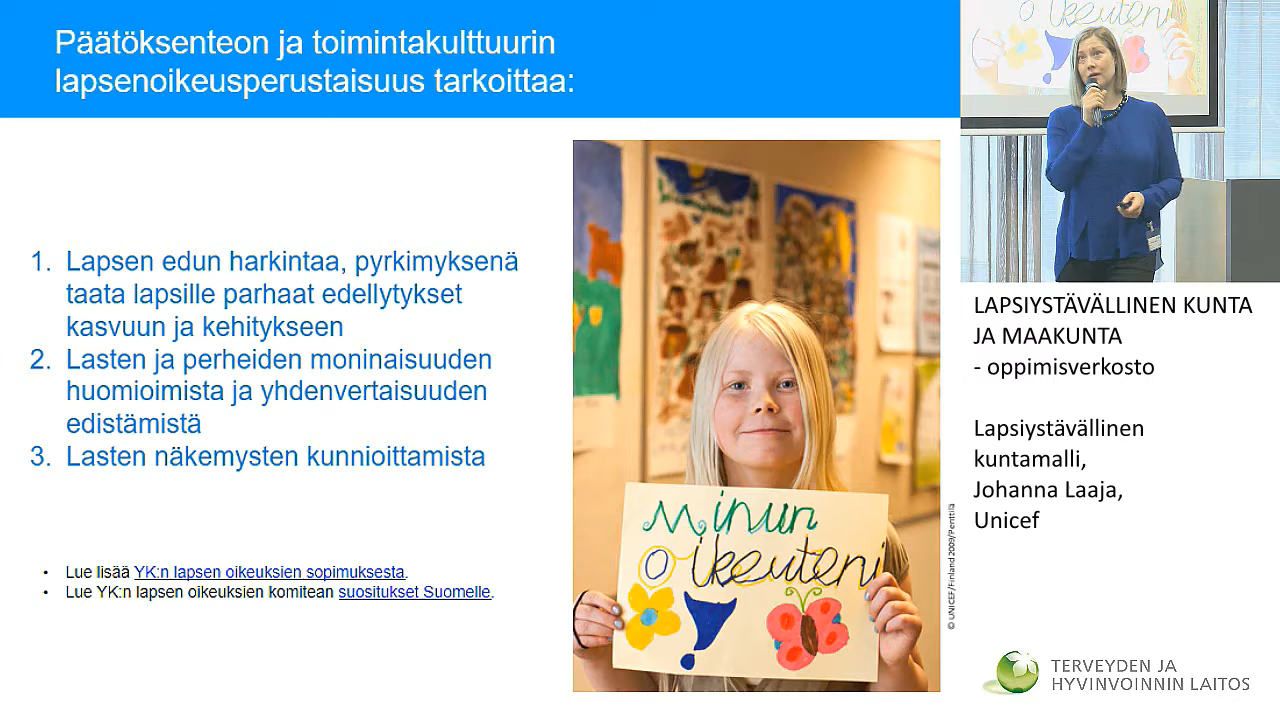 Päätöksenteon ja toimintakulttuurin
lapsenoikeusperustaisuus tarkoittaa:
1. Lapsen edun harkintaa, pyrkimyksenä
taata lapsille parhaat edellytykset
kasvuun ja kehitykseen
2. Lasten ja perheiden moninaisuuden
huomioimista ja yhdenvertaisuuden
edistämistä
3. Lasten näkemysten kunnioittamista
• Lue lisää YK:n lapsen oikeuksien sopimuksesta.
• Lue YK:n lapsen oikeuksien komitean suositukset Suomelle.
Minun
oikeuteni
© UNICEF/Finland 2009/Penttilä
oikeuteni
LAPSIYSTÄVÄLLINEN KUNTA
JA MAAKUNTA
- oppimisverkosto
Lapsiystävällinen
kuntamalli,
Johanna Laaja,
Unicef
TERVEYDEN JA
HYVINVOINNIN LAITOS